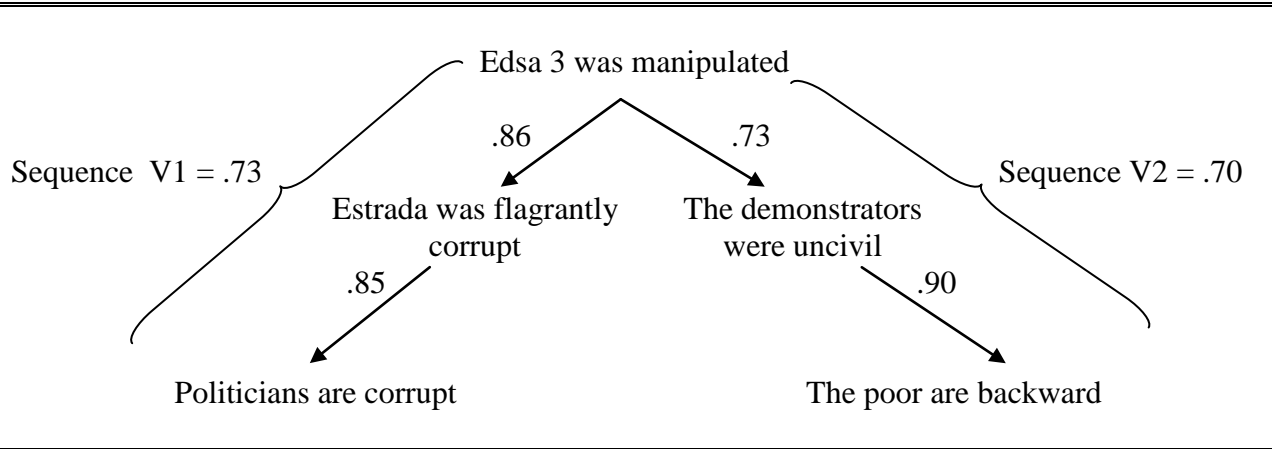 Edsa 3 was manipulated
.86
.73
Sequence V1 = .73
Sequence V2 = .70
Estrada was flagrantly
corrupt
The demonstrators
were uncivil
.85
.90
Politicians are corrupt
The poor are backward